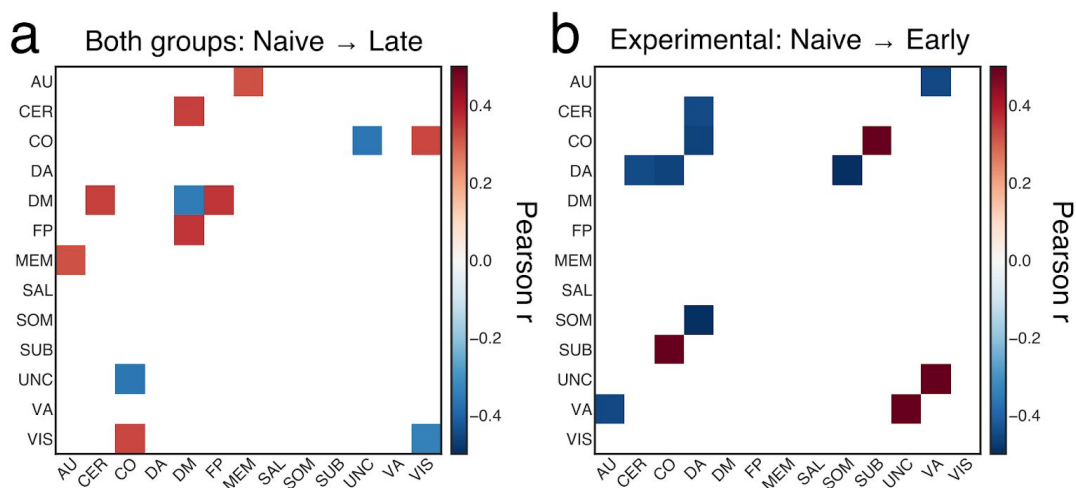 a
Both groups: Naive → Late
AU
CER
CO
DA
DM
FP
MEM
SAL
SOM
SUB
UNC
VA
VIS
AU CER CO DA DM FP MEM SAL SOM SUB UNC VA VIS
0.4
0.2
0.0
−0.2
−0.4
Pearson r
b
Experimental: Naive → Early
AU
CER
CO
DA
DM
FP
MEM
SAL
SOM
SUB
UNC
VA
VIS
AU CER CO DA DM FP MEM SAL SOM SUB UNC VA VIS
0.4
0.2
0.0
−0.2
−0.4
Pearson r